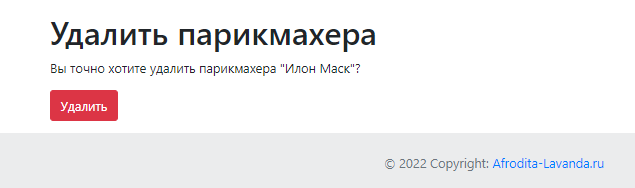 Удалить парикмахера
Вы точно хотите удалить парикмахера "Илон Маск"?
Удалить
© 2022 Copyright: Afrodita-Lavanda.ru